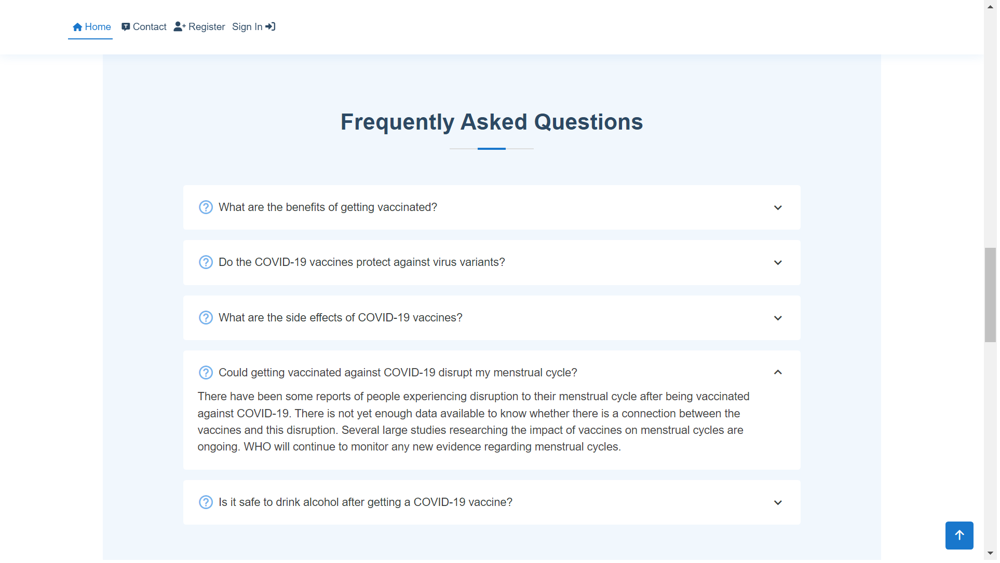 Home Contact Register Sign In
Frequently Asked Questions
What are the benefits of getting vaccinated?
Do the COVID-19 vaccines protect against virus variants?
What are the side effects of COVID-19 vaccines?
Could getting vaccinated against COVID-19 disrupt my menstrual cycle?
There have been some reports of people experiencing disruption to their menstrual cycle after being vaccinated
against COVID-19. There is not yet enough data available to know whether there is a connection between the
vaccines and this disruption. Several large studies researching the impact of vaccines on menstrual cycles are
ongoing. WHO will continue to monitor any new evidence regarding menstrual cycles.
Is it safe to drink alcohol after getting a COVID-19 vaccine?